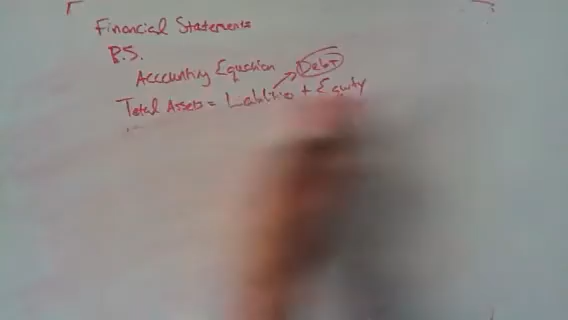 Financial Statements
B.S.
Accounting Equation Debt
Total Assets = Liabilities + Equity